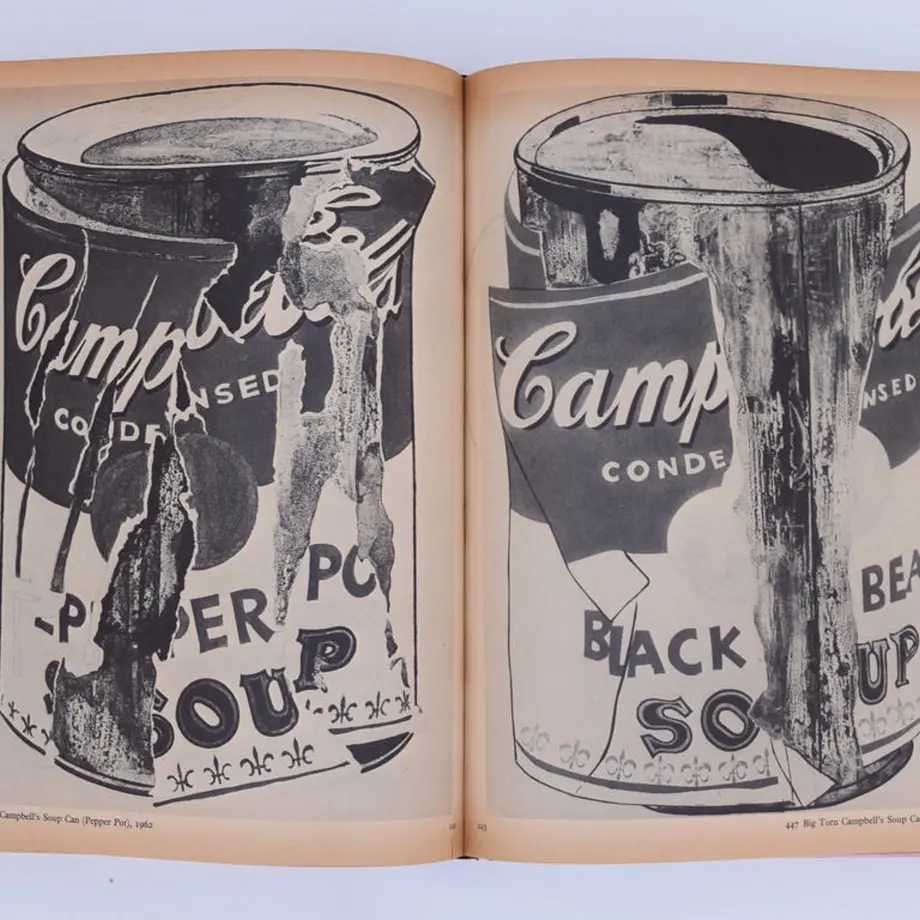 Campbell's
CONDENSED
PEPPER POT
SOUP
Campbell's Soup Can (Pepper Pot), 1962
Camp
CONDE
NSED
BLACK BEA
SOUP
243
447 Big Torn Campbell's Soup Ca